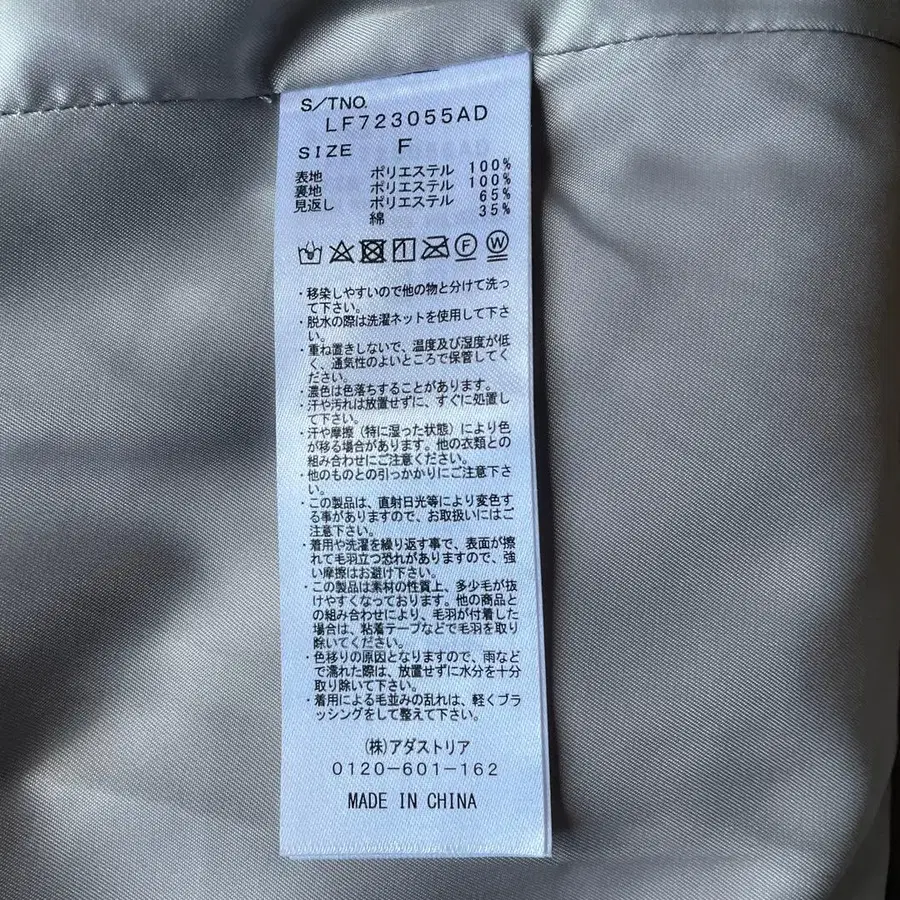 S/TNO.
LF723055AD
SIZE F
表地 ポリエステル 100%
裏地 ポリエステル 100%
見返し ポリエステル 65%
綿 35%
F W
・移染しやすいので他の物と分けて洗っ
て下さい。
・脱水の際は洗濯ネットを使用して下さ
い。
・重ね置きしないで、温度及び湿度が低
く、通気性のよいところで保管してく
ださい。
・濃色は色落ちすることがあります。
・汗や汚れは放置せずに、すぐに処置し
て下さい。
・汗や摩擦（特に湿った状態）により色
が移る場合があります。他の衣類との
組み合わせにご注意ください。
・他のものとの引っかかりにご注意下さ
い。
・この製品は、直射日光等により変色す
る事がありますので、お取扱いにはご
注意下さい。
・着用や洗濯を繰り返す事で、表面が擦
れて毛羽立つ恐れがありますので、強
い摩擦はお避け下さい。
・この製品は素材の性質上、多少毛が抜
けやすくなっております。他の商品と
の組み合わせにより、毛羽が付着した
場合は、粘着テープなどで毛羽を取り
除いてください。
・色移りの原因となりますので、雨など
で濡れた際は、放置せずに水分を十分
取り除いて下さい。
・着用による毛並みの乱れは、軽くブラ
ッシングをして整えて下さい。
(株)アダストリア
0120-601-162
MADE IN CHINA